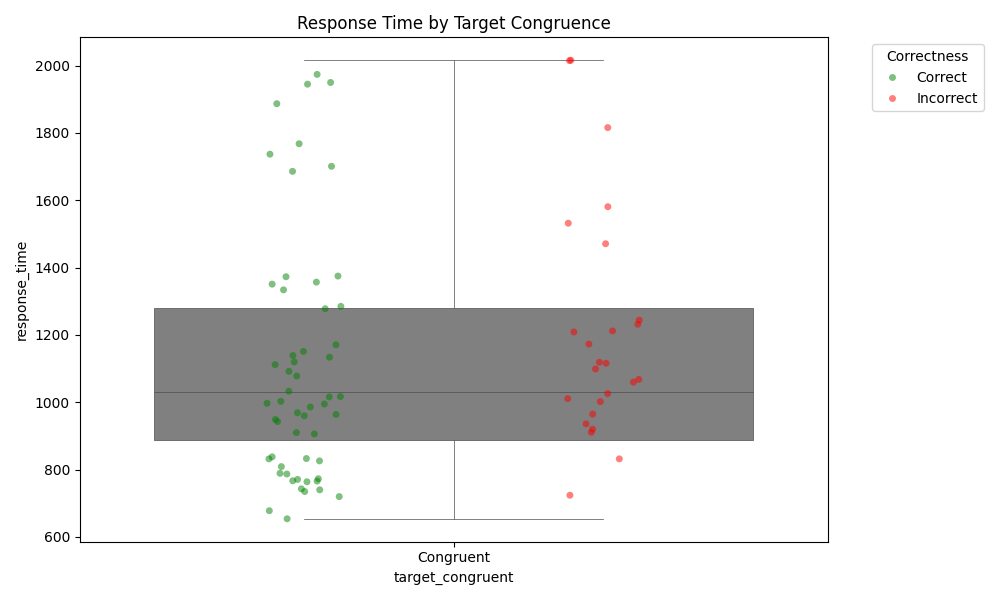 Response Time by Target Congruence
Correctness
Correct
Incorrect
response_time
2000
1800
1600
1400
1200
1000
800
600
Congruent
target_congruent